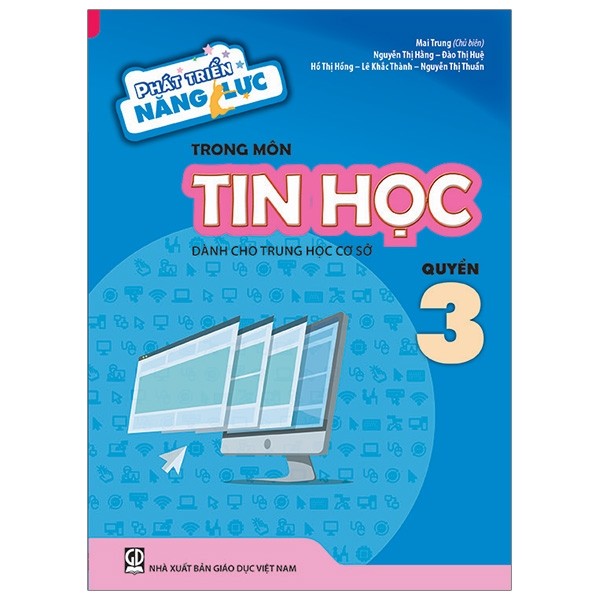 Mai Trung (Chủ biên)
Nguyễn Thị Hằng – Đào Thị Huệ
Hồ Thị Hồng – Lê Khắc Thành – Nguyễn Thị Thuần
PHÁT TRIỂN
NĂNG LỰC
TRONG MÔN
TIN HỌC
DÀNH CHO TRUNG HỌC CƠ SỞ
QUYỂN
3
GD
NHÀ XUẤT BẢN GIÁO DỤC VIỆT NAM